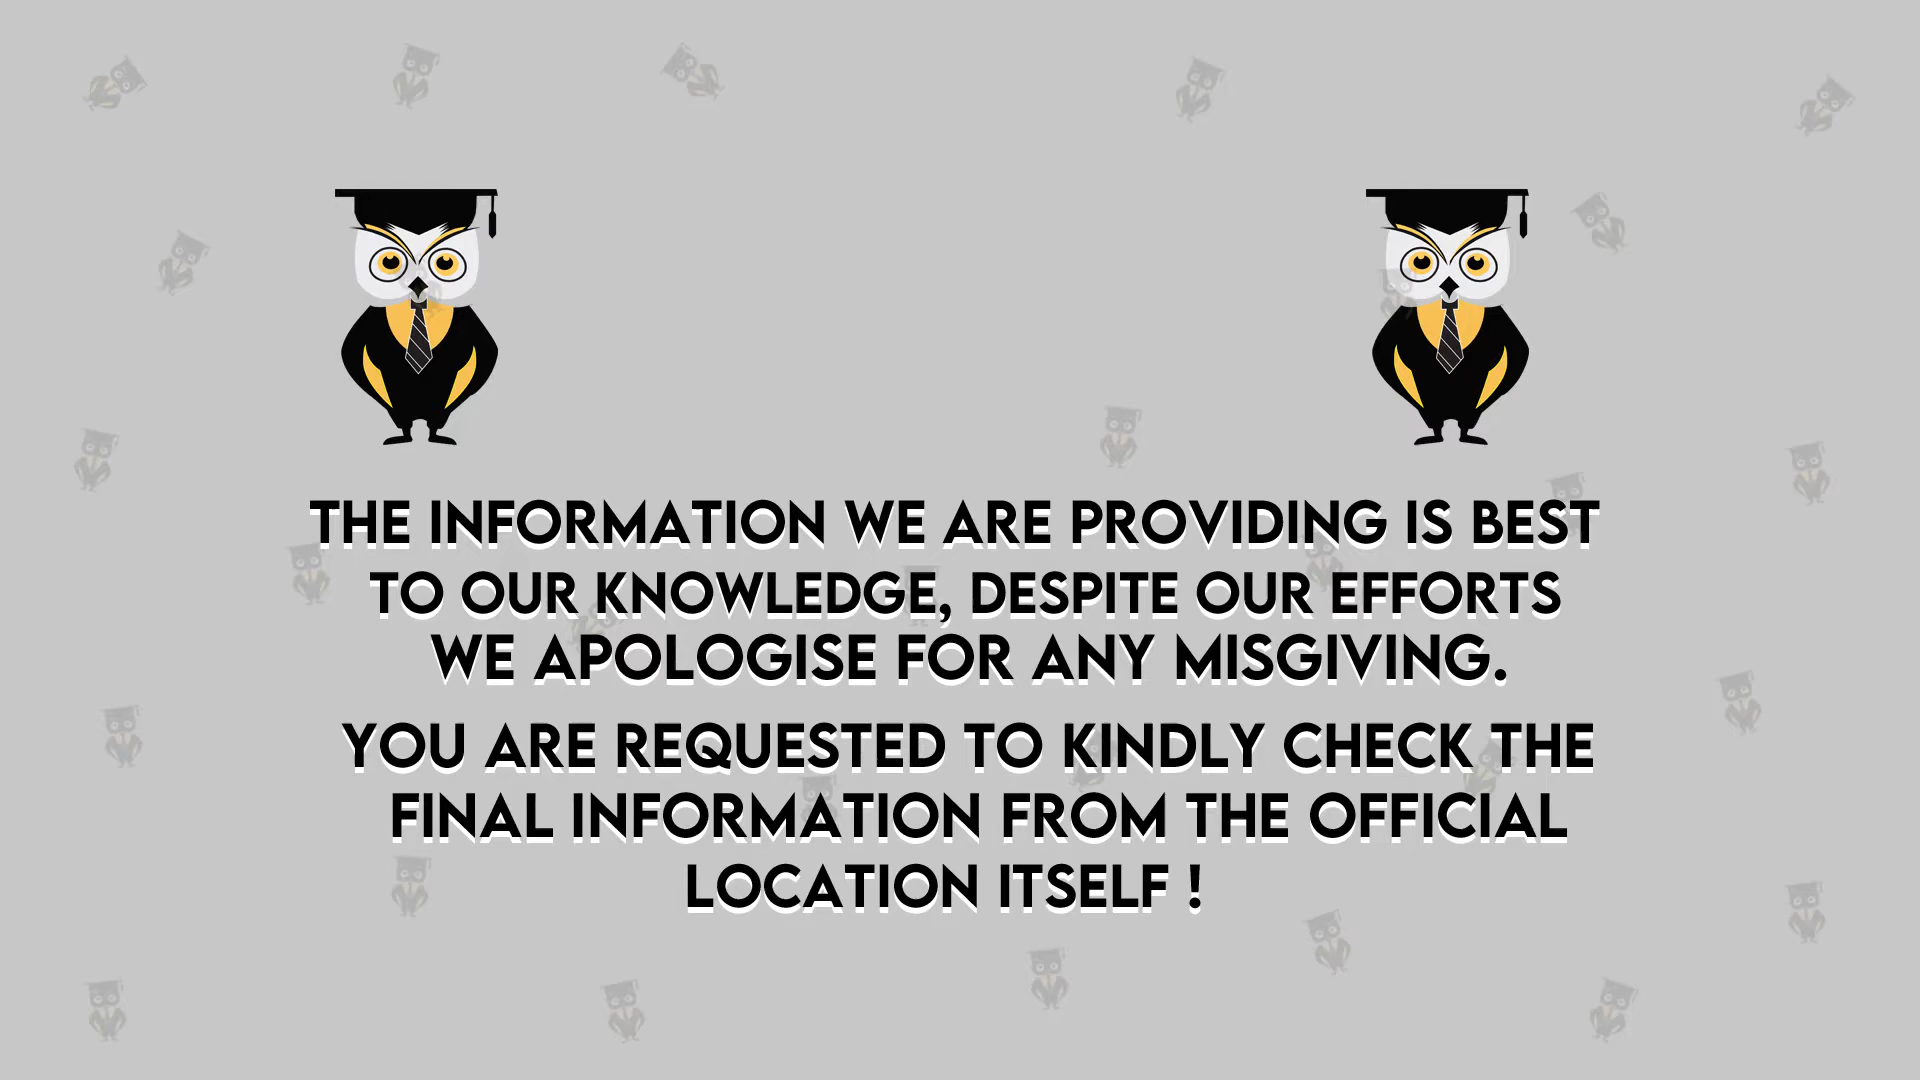 THE INFORMATION WE ARE PROVIDING IS BEST
TO OUR KNOWLEDGE, DESPITE OUR EFFORTS
WE APOLOGISE FOR ANY MISGIVING.
YOU ARE REQUESTED TO KINDLY CHECK THE
FINAL INFORMATION FROM THE OFFICIAL
LOCATION ITSELF !